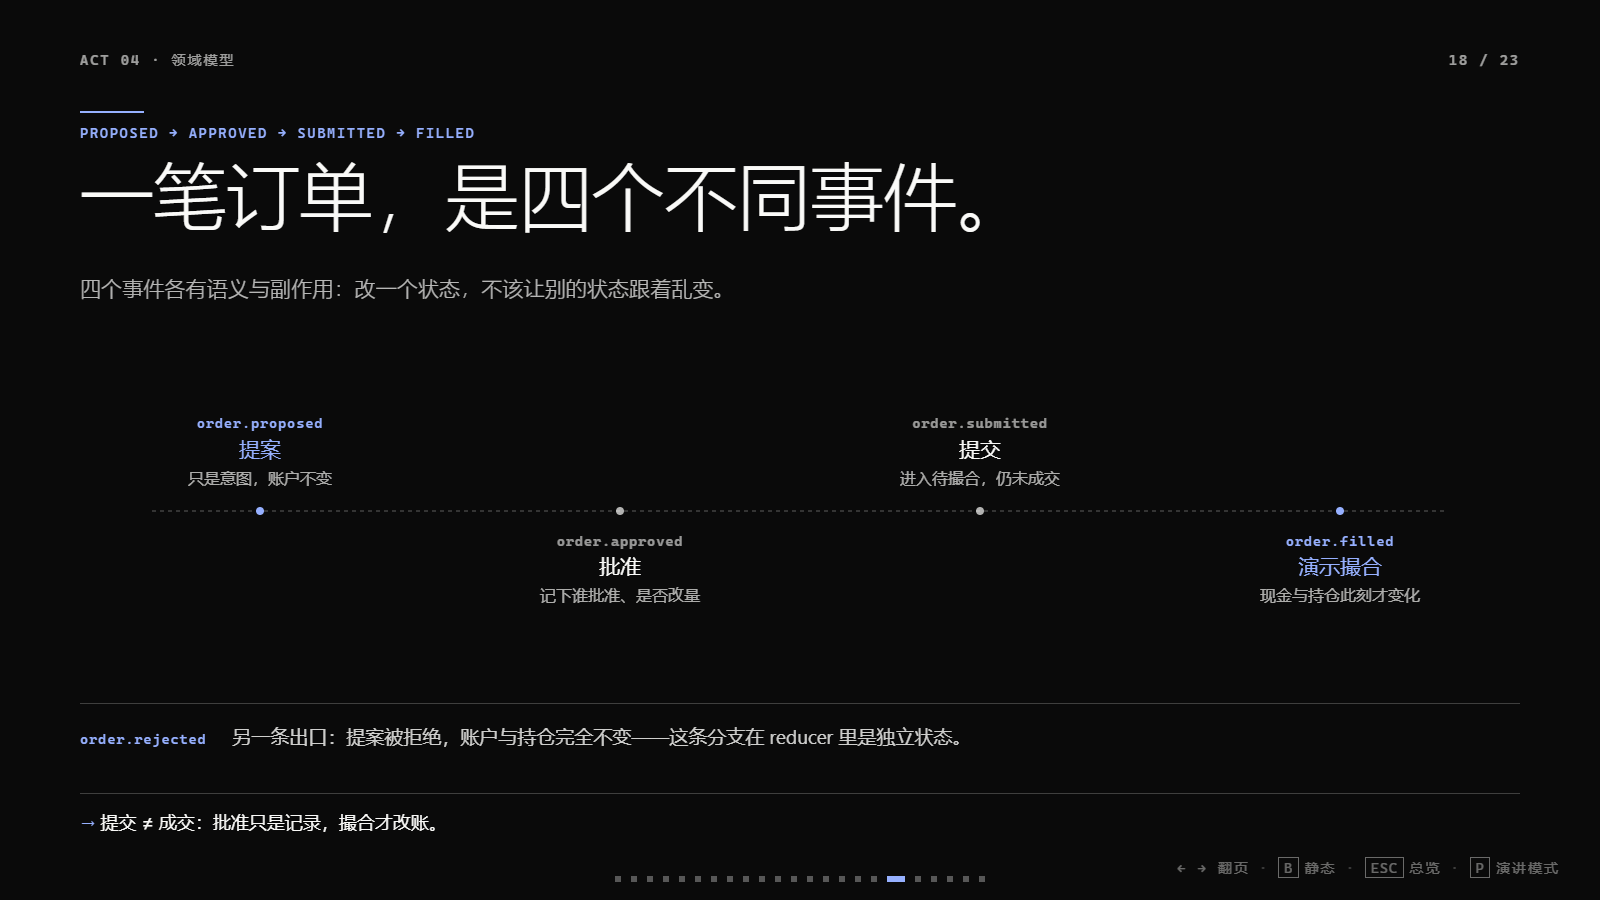 ACT 04 · 领域模型
18 / 23
PROPOSED → APPROVED → SUBMITTED → FILLED
一笔订单，是四个不同事件。
四个事件各有语义与副作用：改一个状态，不该让别的状态跟着乱变。
order.proposed
提案
只是意图，账户不变
order.approved
批准
记下谁批准、是否改量
order.submitted
提交
进入待撮合，仍未成交
order.filled
演示撮合
现金与持仓此刻才变化
order.rejected 另一条出口：提案被拒绝，账户与持仓完全不变——这条分支在 reducer 里是独立状态。
→ 提交 ≠ 成交：批准只是记录，撮合才改账。
← → 翻页 · B 静态 · ESC 总览 · P 演讲模式